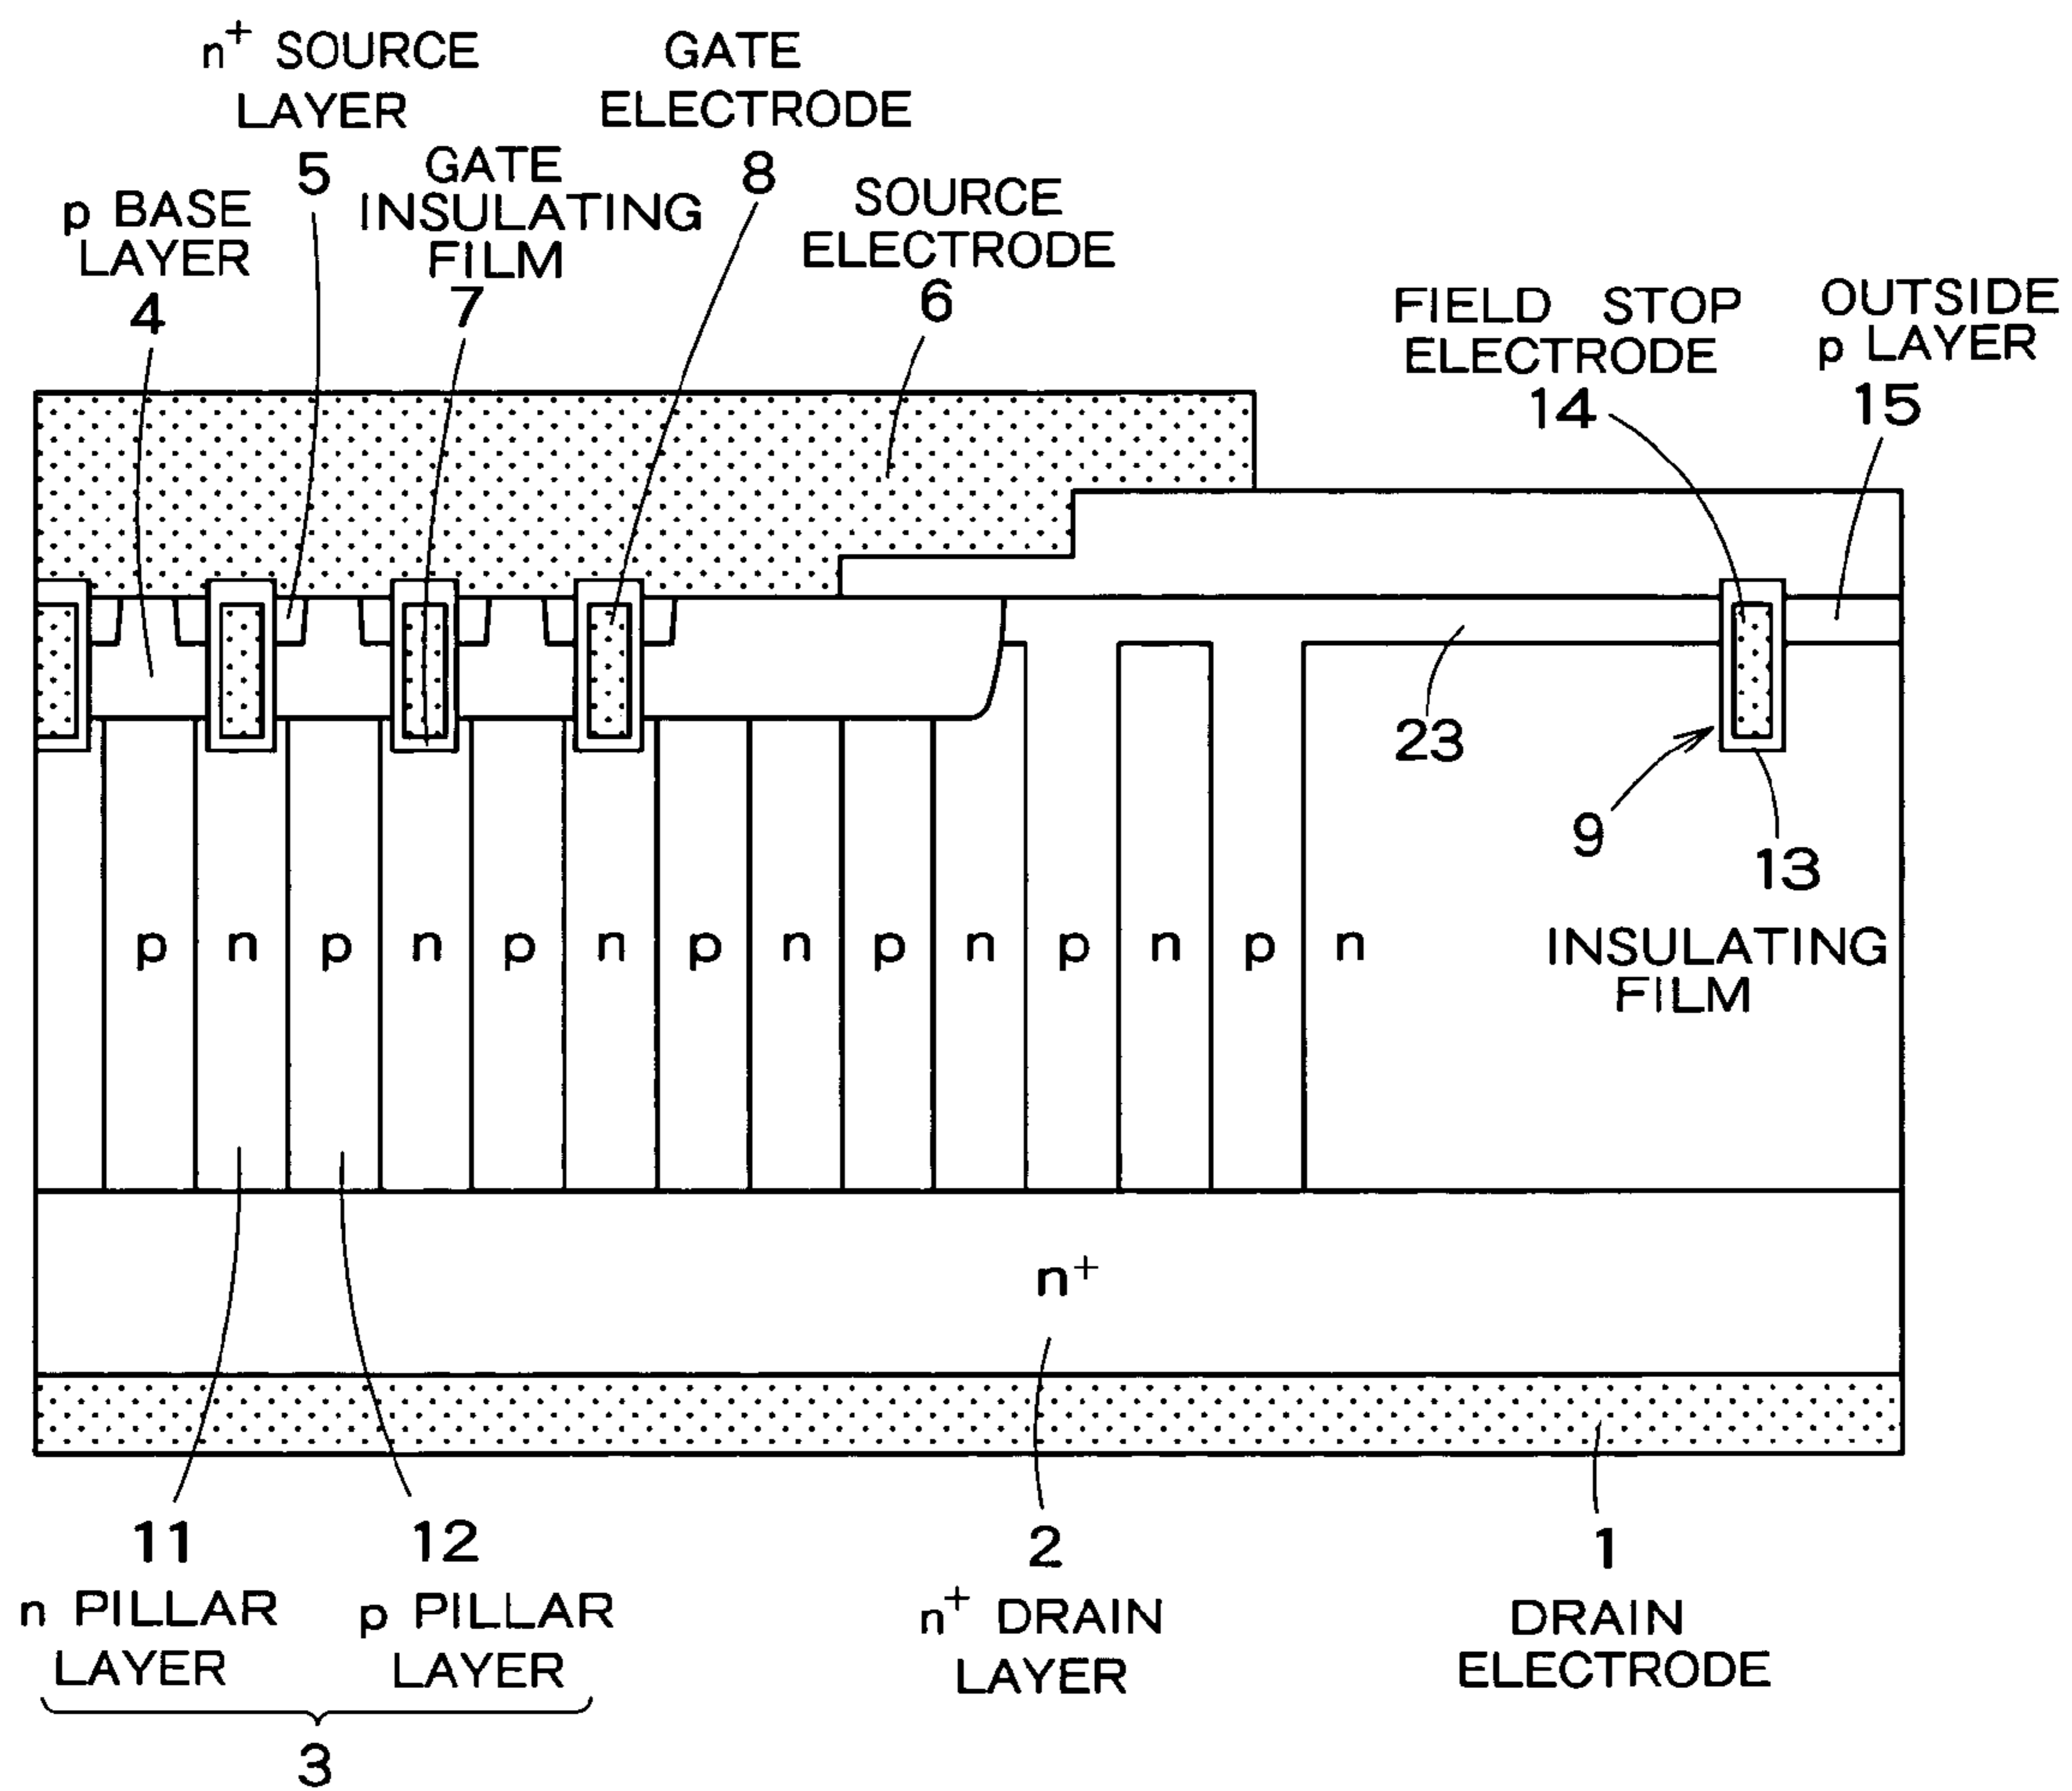 n⁺ SOURCE
LAYER
5
GATE
ELECTRODE
8
p BASE
LAYER
4
GATE
INSULATING
FILM
7
SOURCE
ELECTRODE
6
FIELD STOP
ELECTRODE
14
OUTSIDE
p LAYER
15
23
9
13
INSULATING
FILM
p n p n p n p n p n p n p n
n⁺
11
n PILLAR
LAYER
12
p PILLAR
LAYER
3
2
n⁺ DRAIN
LAYER
1
DRAIN
ELECTRODE